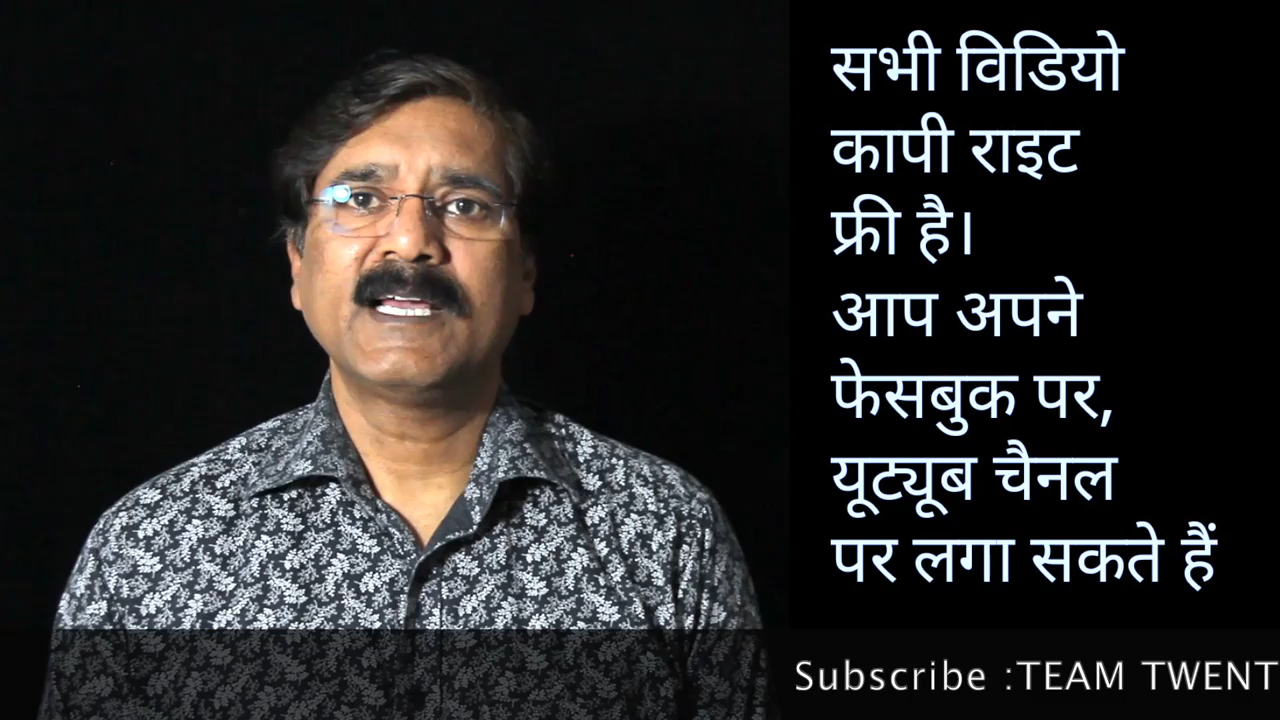 सभी विडियो
कापी राइट
फ्री है।
आप अपने
फेसबुक पर,
यूट्यूब चैनल
पर लगा सकते हैं
Subscribe :TEAM TWENT